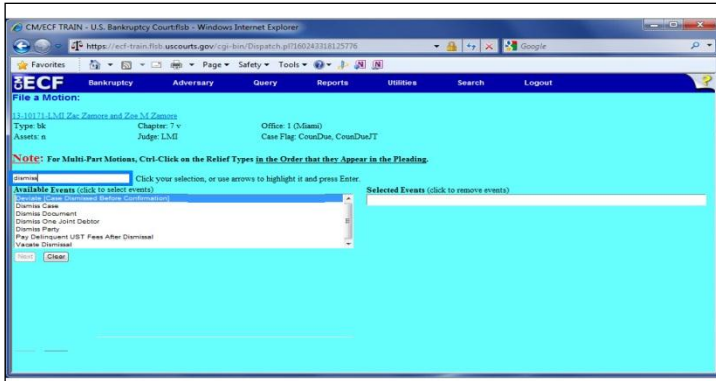 CM/ECF TRAIN - U.S. Bankruptcy Court:flsb - Windows Internet Explorer
https://ecf-train.flsb.uscourts.gov/cgi-bin/Dispatch.pl?160243318125776
Google
Favorites Page Safety Tools
ECF Bankruptcy Adversary Query Reports Utilities Search Logout ?
File a Motion:
13-10171-LMI Zac Zamore and Zoe M Zamore
Type: bk Chapter: 7 v Office: 1 (Miami)
Assets: n Judge: LMI Case Flag: CounDue, CounDueJT
Note: For Multi-Part Motions, Ctrl-Click on the Relief Types in the Order that they Appear in the Pleading.
dismiss Click your selection, or use arrows to highlight it and press Enter.
Available Events (click to select events) Selected Events (click to remove events)
Deviate [Case Dismissed Before Confirmation]
Dismiss Case
Dismiss Document
Dismiss One Joint Debtor
Dismiss Party
Pay Delinquent UST Fees After Dismissal
Vacate Dismissal
Next Clear